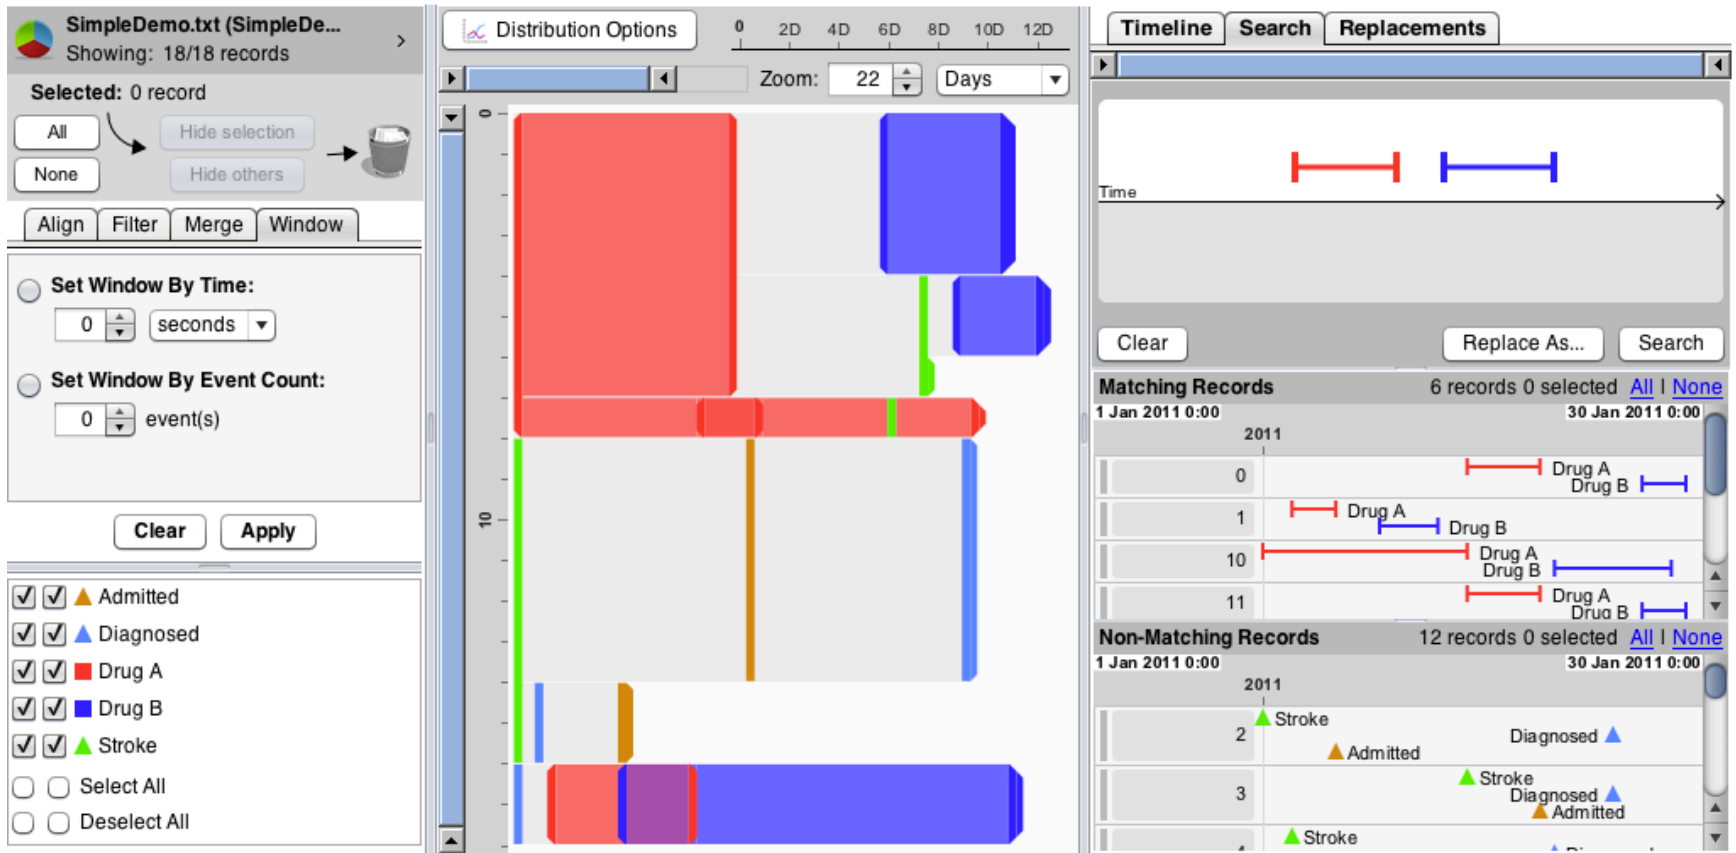 SimpleDemo.txt (SimpleDe...
Showing: 18/18 records
Selected: 0 record
All
Hide selection
None
Hide others
Align Filter Merge Window
Set Window By Time:
0 seconds
Set Window By Event Count:
0 event(s)
Clear Apply
Admitted
Diagnosed
Drug A
Drug B
Stroke
Select All
Deselect All
Distribution Options
0 2D 4D 6D 8D 10D 12D
Zoom: 22 Days
0
10
Timeline Search Replacements
Time
Clear Replace As... Search
Matching Records 6 records 0 selected All | None
1 Jan 2011 0:00 30 Jan 2011 0:00
2011
0 Drug A
Drug B
1 Drug A
Drug B
10 Drug A
Drug B
11 Drug A
Drug B
Non-Matching Records 12 records 0 selected All | None
1 Jan 2011 0:00 30 Jan 2011 0:00
2011
Stroke
2 Diagnosed
Admitted
Stroke
3 Diagnosed
Admitted
Stroke